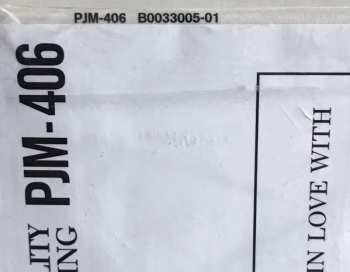 PJM-406 B0033005-01
PJM-406
LITY
ING
IN LOVE WITH